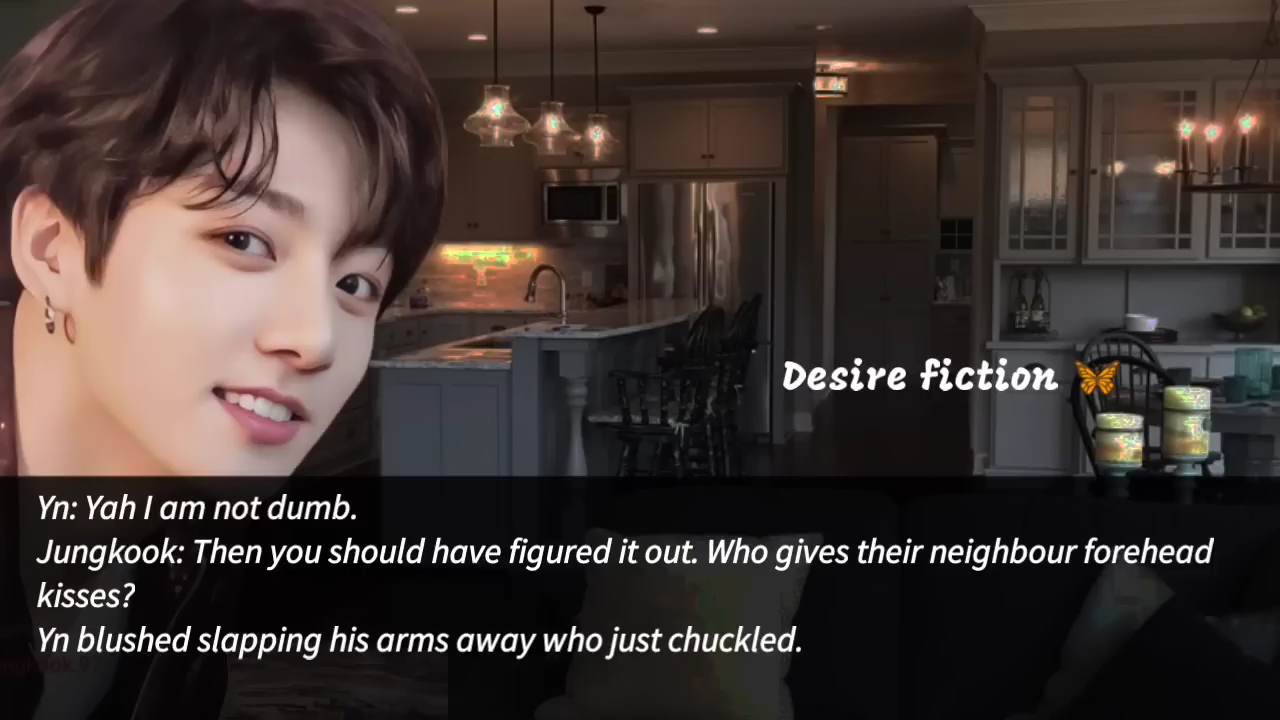 Desire fiction 🦋
Yn: Yah I am not dumb.
Jungkook: Then you should have figured it out. Who gives their neighbour forehead
kisses?
Yn blushed slapping his arms away who just chuckled.